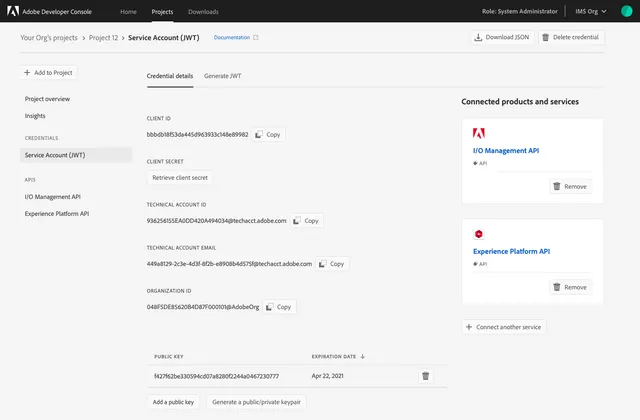 Adobe Developer Console Home Projects Downloads Role: System Administrator IMS Org
Your Org's projects Project 12 Service Account (JWT) Documentation Download JSON Delete credential
Add to Project
Project overview
Insights
CREDENTIALS
Service Account (JWT)
APIS
I/O Management API
Experience Platform API
Credential details Generate JWT
CLIENT ID
bbbdb18f53da445d963933c148e89982 Copy
CLIENT SECRET
Retrieve client secret
TECHNICAL ACCOUNT ID
936256155EA0DD420A494034@techacct.adobe.com Copy
TECHNICAL ACCOUNT EMAIL
449a8129-2c3e-4d3f-8f2b-e8908b4d575f@techacct.adobe.com Copy
ORGANIZATION ID
048F5DE85620B4D87F000101@AdobeOrg Copy
PUBLIC KEY EXPIRATION DATE
f427f62be330594cd07a8280f2244a0467230777 Apr 22, 2021
Add a public key Generate a public/private keypair
Connected products and services
I/O Management API
API
Remove
Experience Platform API
API
Remove
Connect another service